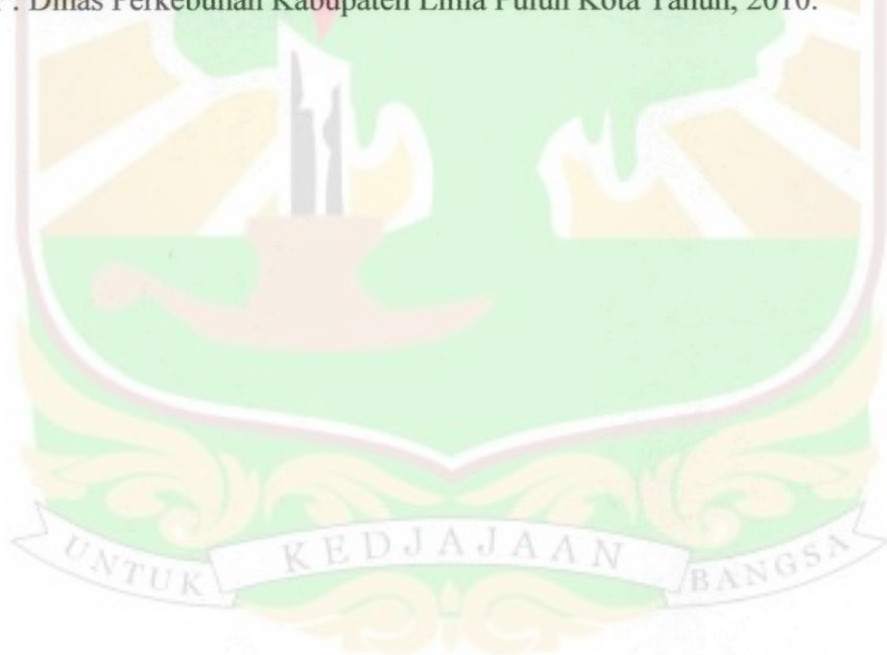 : Dinas Perkebunan Kabupaten Lima Puluh Kota Tahun, 2010.
UNTUK KEDJAJAAN BANGSA